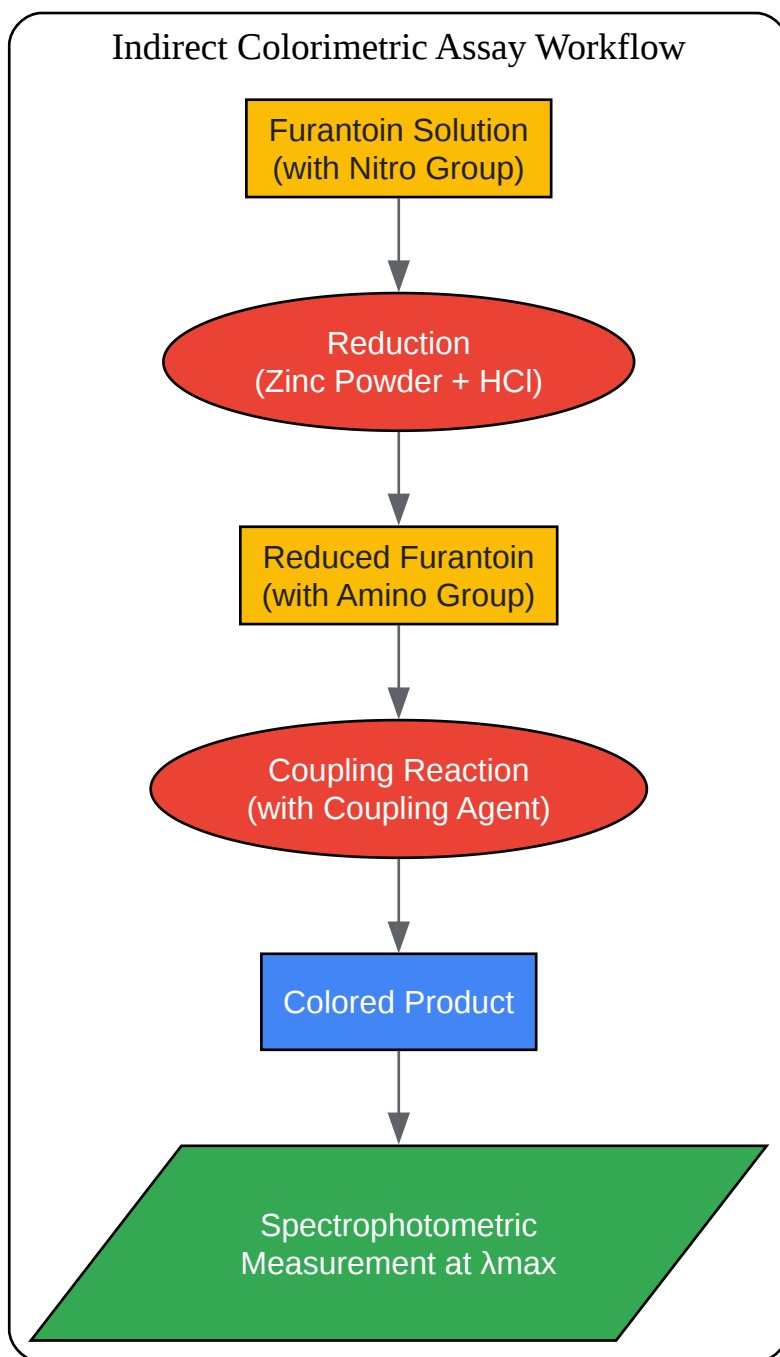 Indirect Colorimetric Assay Workflow
Furantoin Solution
(with Nitro Group)
Reduction
(Zinc Powder + HCl)
Reduced Furantoin
(with Amino Group)
Coupling Reaction
(with Coupling Agent)
Colored Product
Spectrophotometric
Measurement at λmax